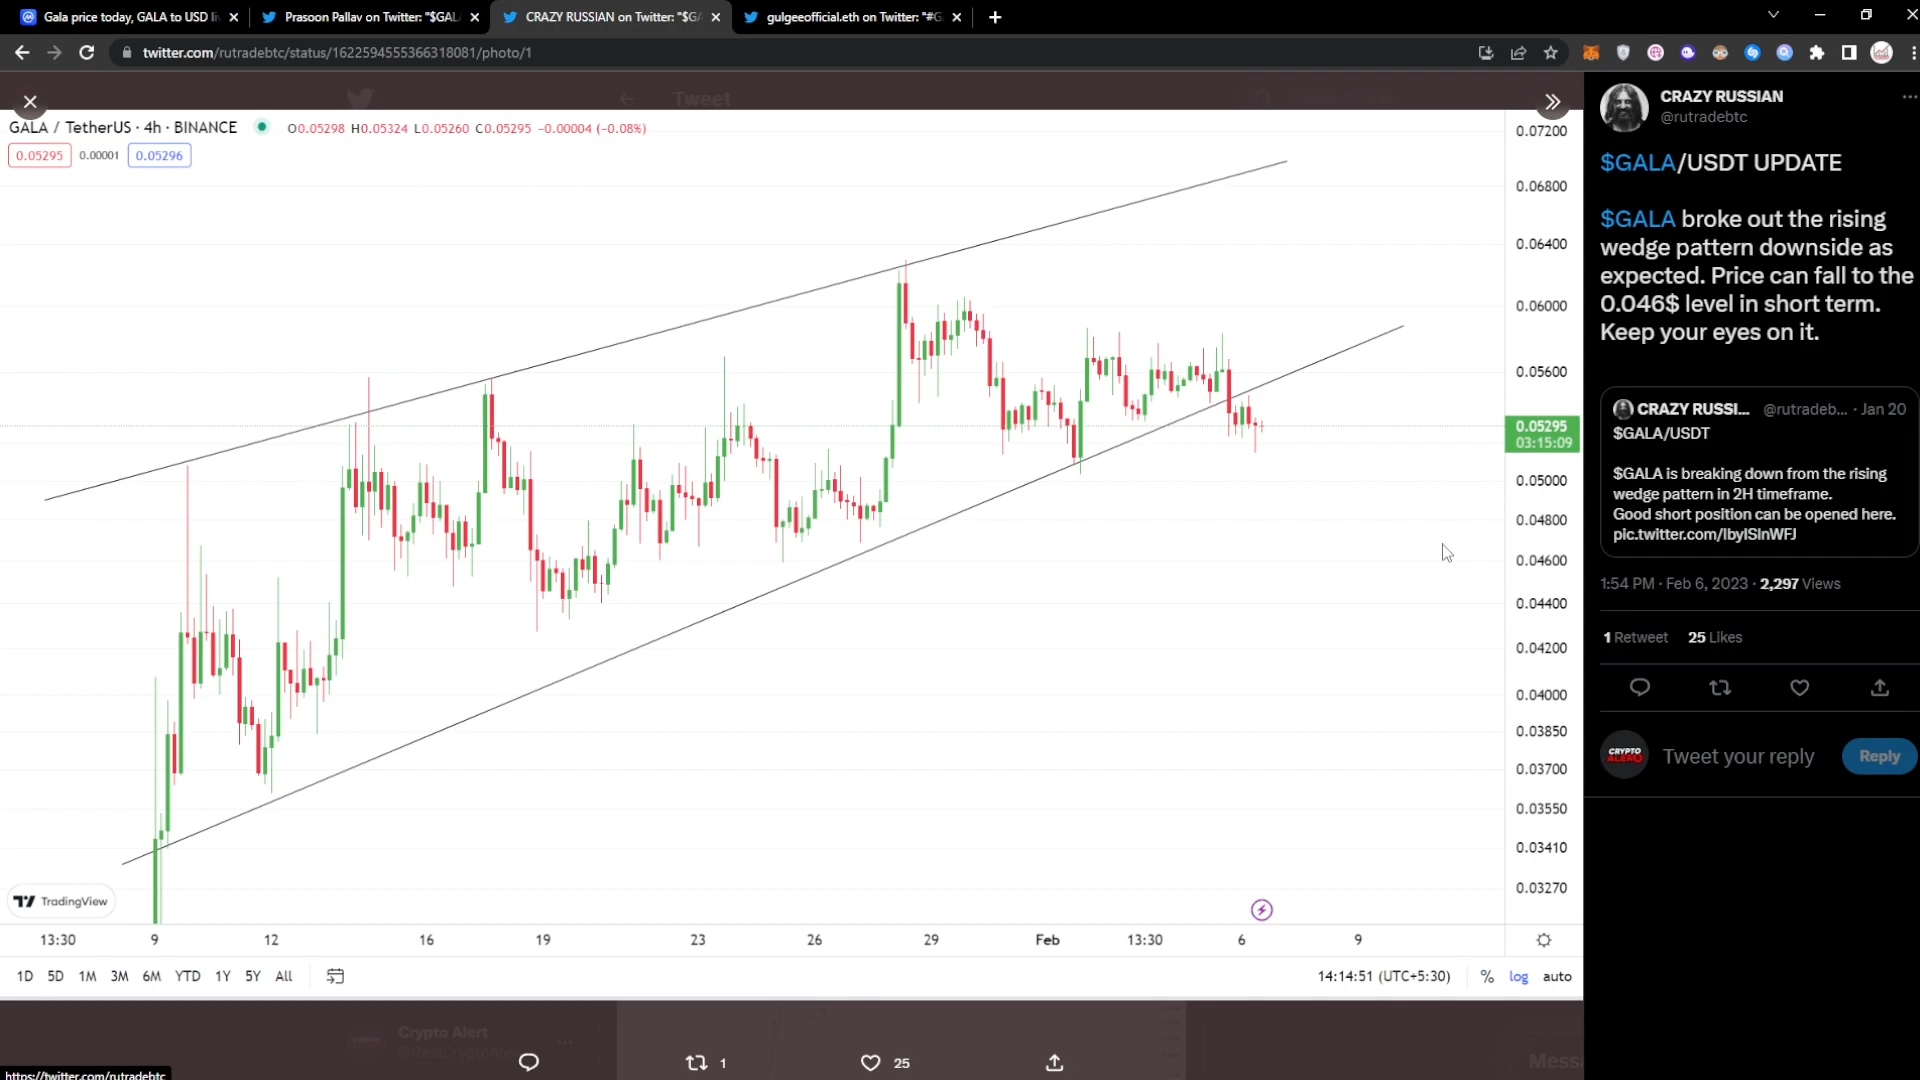 Gala price today, GALA to USD li
Prasoon Pallav on Twitter: "$GAL
CRAZY RUSSIAN on Twitter: "$GA
gulgeeofficial.eth on Twitter: "#G
twitter.com/rutradebtc/status/1622594555366318081/photo/1
Tweet
GALA / TetherUS · 4h · BINANCE
O0.05298 H0.05324 L0.05260 C0.05295 −0.00004 (−0.08%)
0.05295
0.00001
0.05296
0.07200
0.06800
0.06400
0.06000
0.05600
0.05295
03:15:09
0.05000
0.04800
0.04600
0.04400
0.04200
0.04000
0.03850
0.03700
0.03550
0.03410
0.03270
TradingView
13:30
9
12
16
19
23
26
29
Feb
13:30
6
9
1D
5D
1M
3M
6M
YTD
1Y
5Y
All
14:14:51 (UTC+5:30)
%
log
auto
Crypto Alert
1
25
https://twitter.com/rutradebtc
CRAZY RUSSIAN
@rutradebtc
$GALA/USDT UPDATE
$GALA broke out the rising
wedge pattern downside as
expected. Price can fall to the
0.046$ level in short term.
Keep your eyes on it.
CRAZY RUSSI... @rutradeb... · Jan 20
$GALA/USDT
$GALA is breaking down from the rising
wedge pattern in 2H timeframe.
Good short position can be opened here.
pic.twitter.com/lbyISlnWFJ
1:54 PM · Feb 6, 2023 · 2,297 Views
1 Retweet 25 Likes
CRYPTO
ALERO
Tweet your reply
Reply